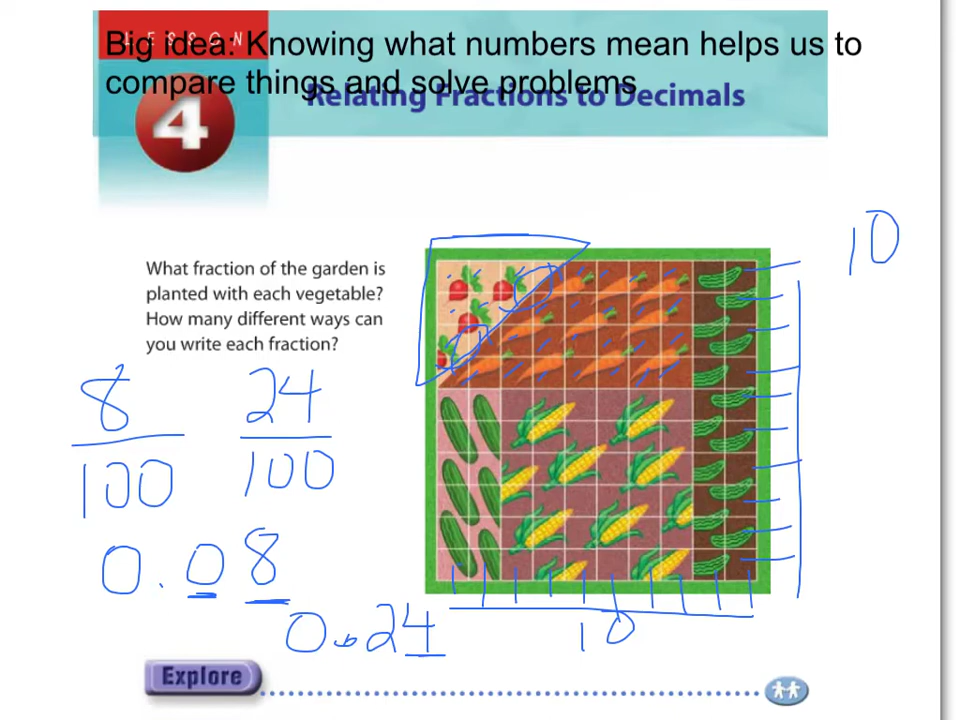 LESSON
Big idea: Knowing what numbers mean helps us to
compare things and solve problems
4
Relating Fractions to Decimals
10
What fraction of the garden is
planted with each vegetable?
How many different ways can
you write each fraction?
8
100
24
100
0.08
0.24
10
Explore